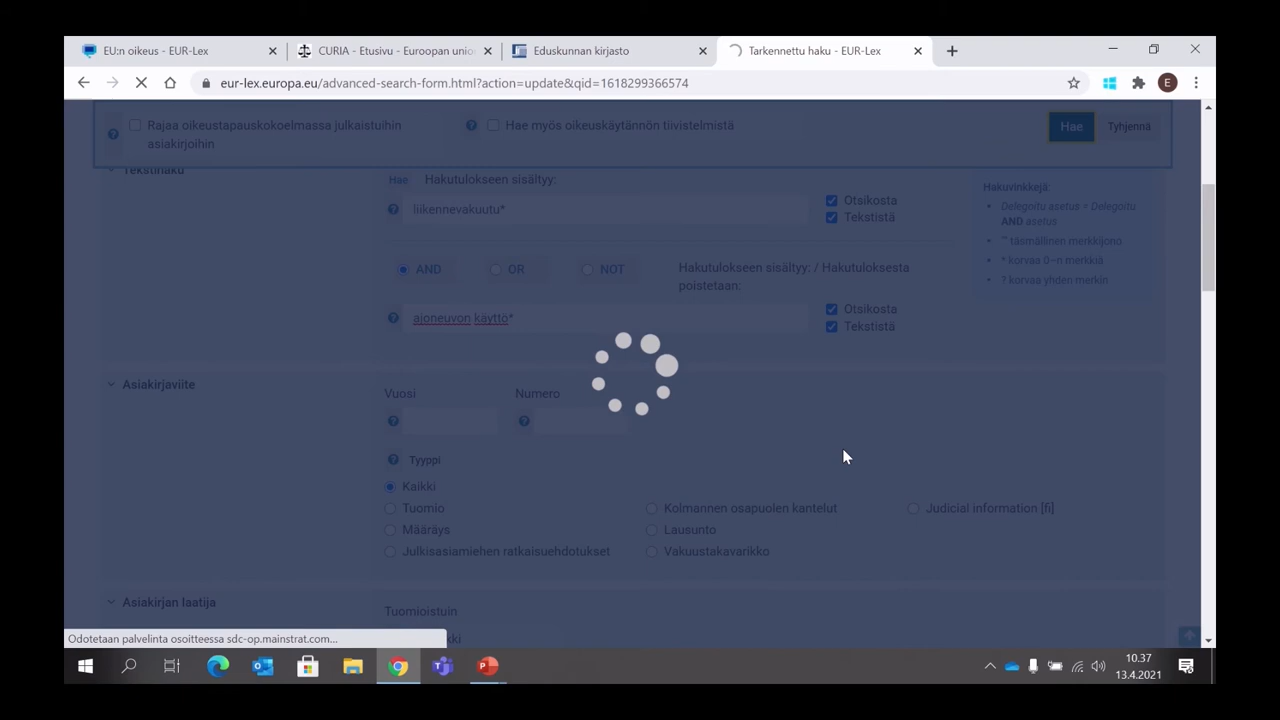 EU:n oikeus - EUR-Lex
CURIA - Etusivu - Euroopan unio
Eduskunnan kirjasto
Tarkennettu haku - EUR-Lex
eur-lex.europa.eu/advanced-search-form.html?action=update&qid=1618299366574
E
Rajaa oikeustapauskokoelmassa julkaistuihin
asiakirjoihin
Hae myös oikeuskäytännön tiivistelmistä
Hae
Tyhjennä
Tekstihaku
Hae Hakutulokseen sisältyy:
liikennevakuutu*
Otsikosta
Tekstistä
Hakuvinkkejä:
Delegoitu asetus = Delegoitu
AND asetus
"" täsmällinen merkkijono
* korvaa 0–n merkkiä
? korvaa yhden merkin
AND OR NOT
Hakutulokseen sisältyy: / Hakutuloksesta
poistetaan:
ajoneuvon käyttö*
Otsikosta
Tekstistä
Asiakirjaviite
Vuosi Numero
Tyyppi
Kaikki
Tuomio Kolmannen osapuolen kantelut Judicial information [fi]
Määräys Lausunto
Julkisasiamiehen ratkaisuehdotukset Vakuustakavarikko
Asiakirjan laatija
Tuomioistuin
kki
Odotetaan palvelinta osoitteessa sdc-op.mainstrat.com...
10.37
13.4.2021